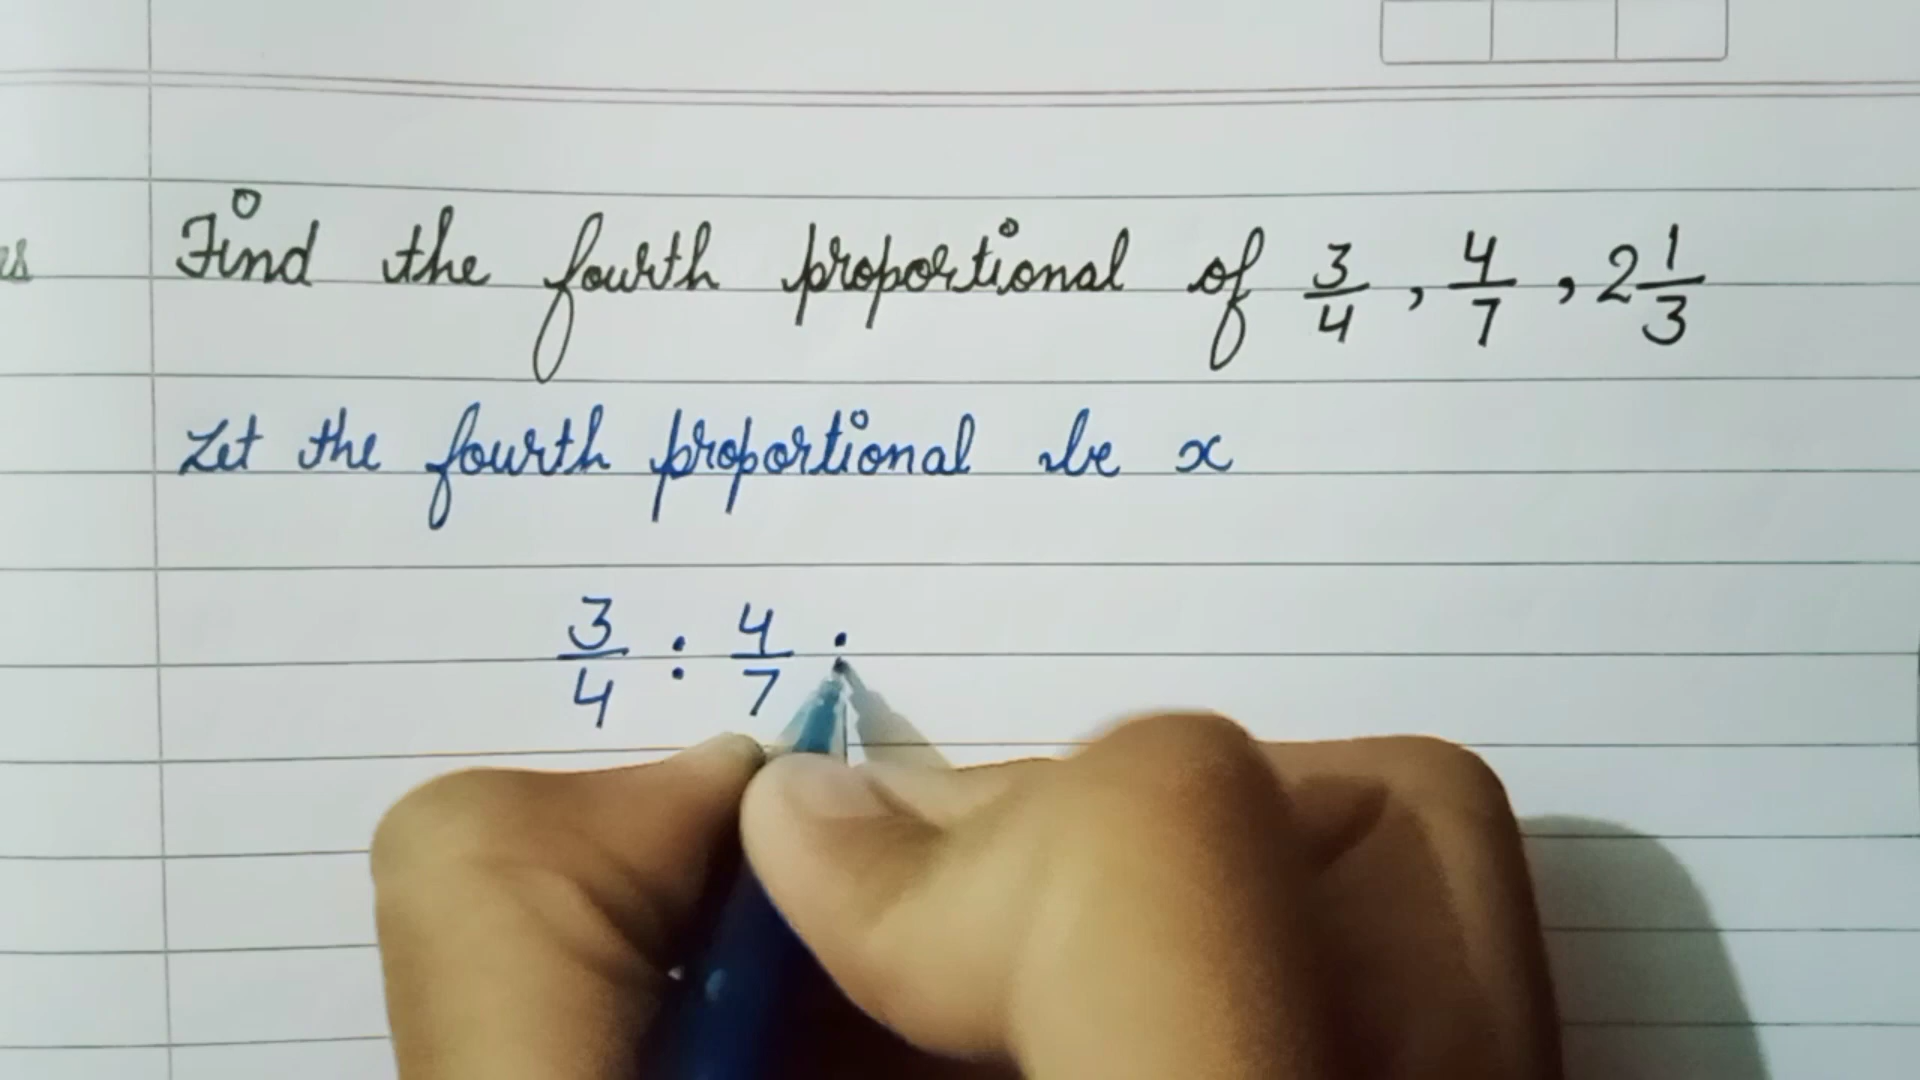 Find the fourth proportional of 3/4, 4/7, 2 1/3
Let the fourth proportional be x
3/4 : 4/7 :